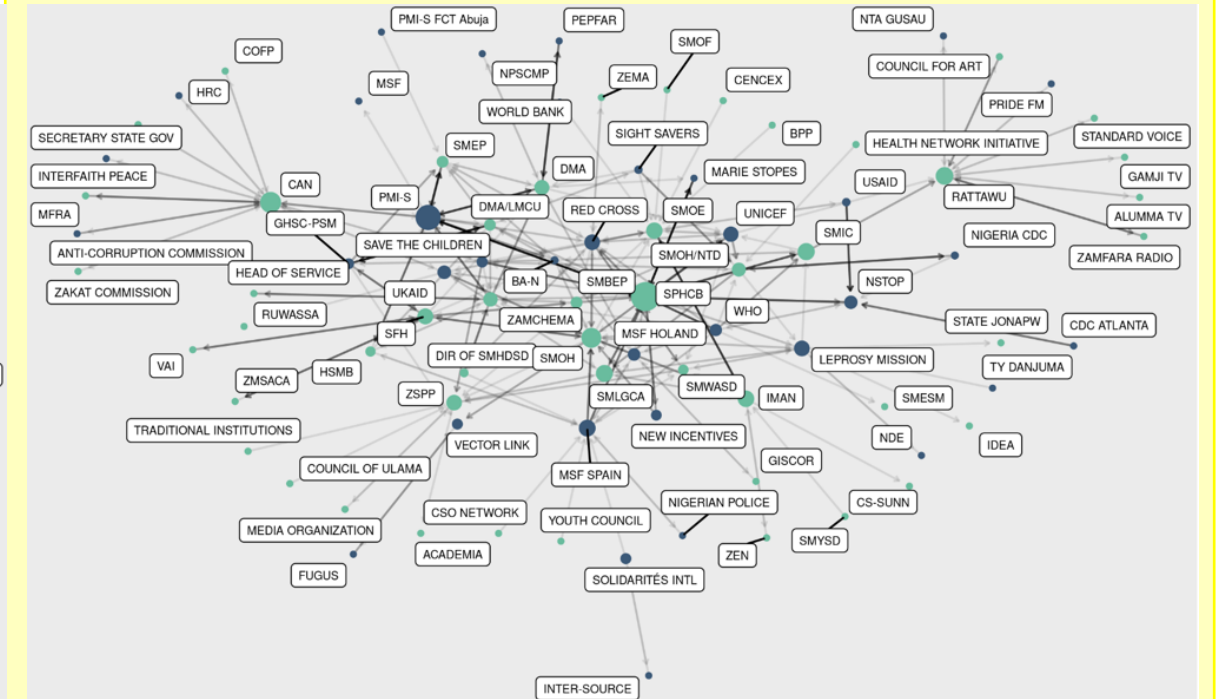 PMI-S FCT Abuja
PEPFAR
NTA GUSAU
COFP
SMOF
MSF
NPSCMP
ZEMA
CENCEX
COUNCIL FOR ART
HRC
WORLD BANK
PRIDE FM
SECRETARY STATE GOV
SMEP
SIGHT SAVERS
BPP
HEALTH NETWORK INITIATIVE
STANDARD VOICE
INTERFAITH PEACE
CAN
PMI-S
DMA
MARIE STOPES
USAID
GAMJI TV
MFRA
GHSC-PSM
DMA/LMCU
RED CROSS
SMOE
UNICEF
RATTAWU
ALUMMA TV
ANTI-CORRUPTION COMMISSION
SAVE THE CHILDREN
SMOH/NTD
SMIC
NIGERIA CDC
ZAMFARA RADIO
ZAKAT COMMISSION
HEAD OF SERVICE
UKAID
BA-N
SMBEP
SPHCB
NSTOP
RUWASSA
SFH
ZAMCHEMA
MSF HOLAND
WHO
STATE JONAPW
CDC ATLANTA
VAI
ZMSACA
HSMB
DIR OF SMHDSD
SMOH
LEPROSY MISSION
TY DANJUMA
ZSPP
SMLGCA
SMWASD
IMAN
SMESM
TRADITIONAL INSTITUTIONS
VECTOR LINK
NEW INCENTIVES
NDE
IDEA
COUNCIL OF ULAMA
MSF SPAIN
GISCOR
MEDIA ORGANIZATION
CSO NETWORK
YOUTH COUNCIL
NIGERIAN POLICE
CS-SUNN
ACADEMIA
ZEN
SMYSD
FUGUS
SOLIDARITÉS INTL
INTER-SOURCE